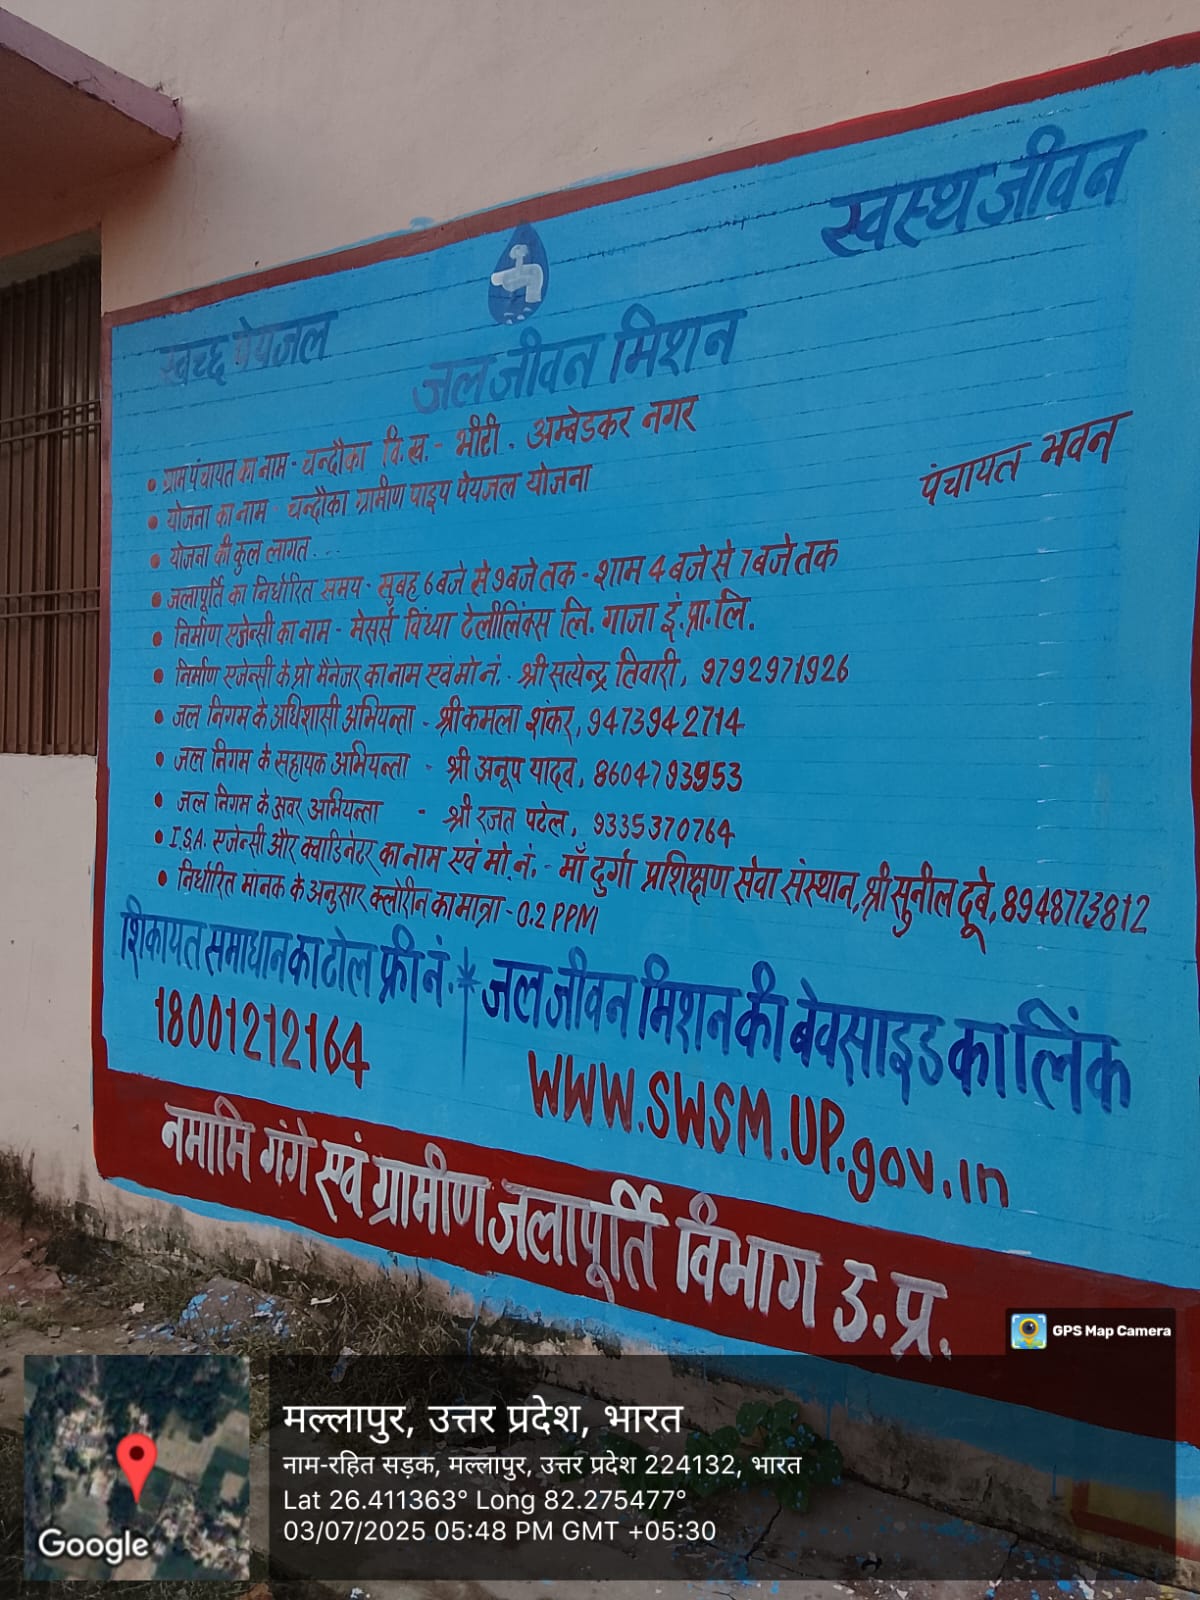 स्वस्थ जीवन
स्वच्छ पेयजल
जल जीवन मिशन
• ग्राम पंचायत का नाम - चन्दौका वि.ख. - भीटी . अम्बेडकर नगर
पंचायत भवन
• योजना का नाम - चन्दौका ग्रामीण पाइप पेयजल योजना
• योजना की कुल लागत . . .
• जलापूर्ति का निर्धारित समय - सुबह 6 बजे से 9 बजे तक - शाम 4 बजे से 7 बजे तक
• निर्माण एजेन्सी का नाम - मेसर्स विंध्या टेलीलिंक्स लि. गाजा इं.प्रा.लि.
• निर्माण एजेन्सी के प्रो मैनेजर का नाम एवं मो नं. - श्री सत्येन्द्र तिवारी, 9792971926
• जल निगम के अधिशासी अभियन्ता - श्री कमला शंकर, 9473942714
• जल निगम के सहायक अभियन्ता - श्री अनूप यादव, 8604793953
• जल निगम के अवर अभियन्ता - श्री रजत पटेल, 9335370764
• I.S.A. एजेन्सी और क्वाडिनेटर का नाम एवं मो.नं. - माँ दुर्गा प्रशिक्षण सेवा संस्थान, श्री सुनील दूबे, 8948773812
• निर्धारित मानक के अनुसार क्लोरीन का मात्रा - 0.2 PPM
शिकायत समाधान का टोल फ्री नं. * जल जीवन मिशन की बेवसाइड का लिंक
18001212164
WWW.SWSM.UP.gov.in
नमामि गंगे एवं ग्रामीण जलापूर्ति विभाग उ.प्र.
GPS Map Camera
मल्लापुर, उत्तर प्रदेश, भारत
नाम-रहित सड़क, मल्लापुर, उत्तर प्रदेश 224132, भारत
Lat 26.411363° Long 82.275477°
03/07/2025 05:48 PM GMT +05:30
Google